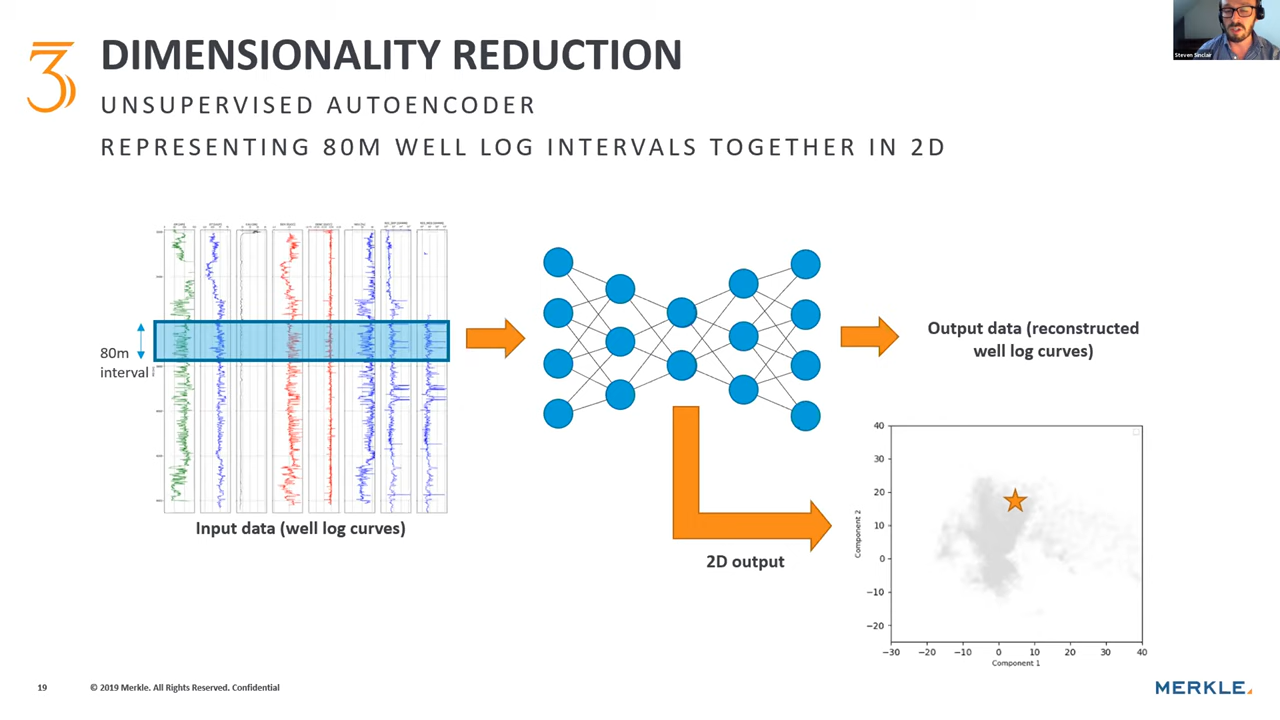 Steven Sinclair
3
DIMENSIONALITY REDUCTION
UNSUPERVISED AUTOENCODER
REPRESENTING 80M WELL LOG INTERVALS TOGETHER IN 2D
80m
interval
Input data (well log curves)
Output data (reconstructed
well log curves)
2D output
40
30
20
10
0
−10
−20
Component 2
−30
−20
−10
0
10
20
30
40
Component 1
19
© 2019 Merkle. All Rights Reserved. Confidential
MERKLE.